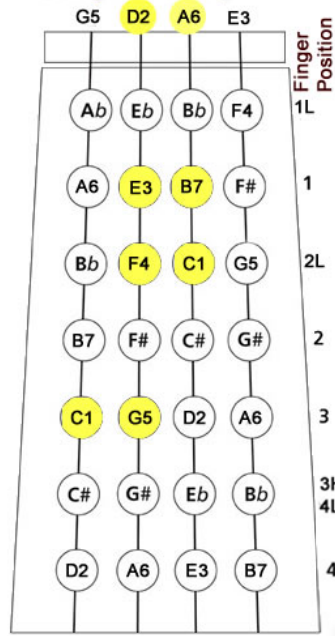 G5 D2 A6 E3
Finger Position
Ab Eb Bb F4 1L
A6 E3 B7 F# 1
Bb F4 C1 G5 2L
B7 F# C# G# 2
C1 G5 D2 A6 3
C# G# Eb Bb 3H
4L
D2 A6 E3 B7 4